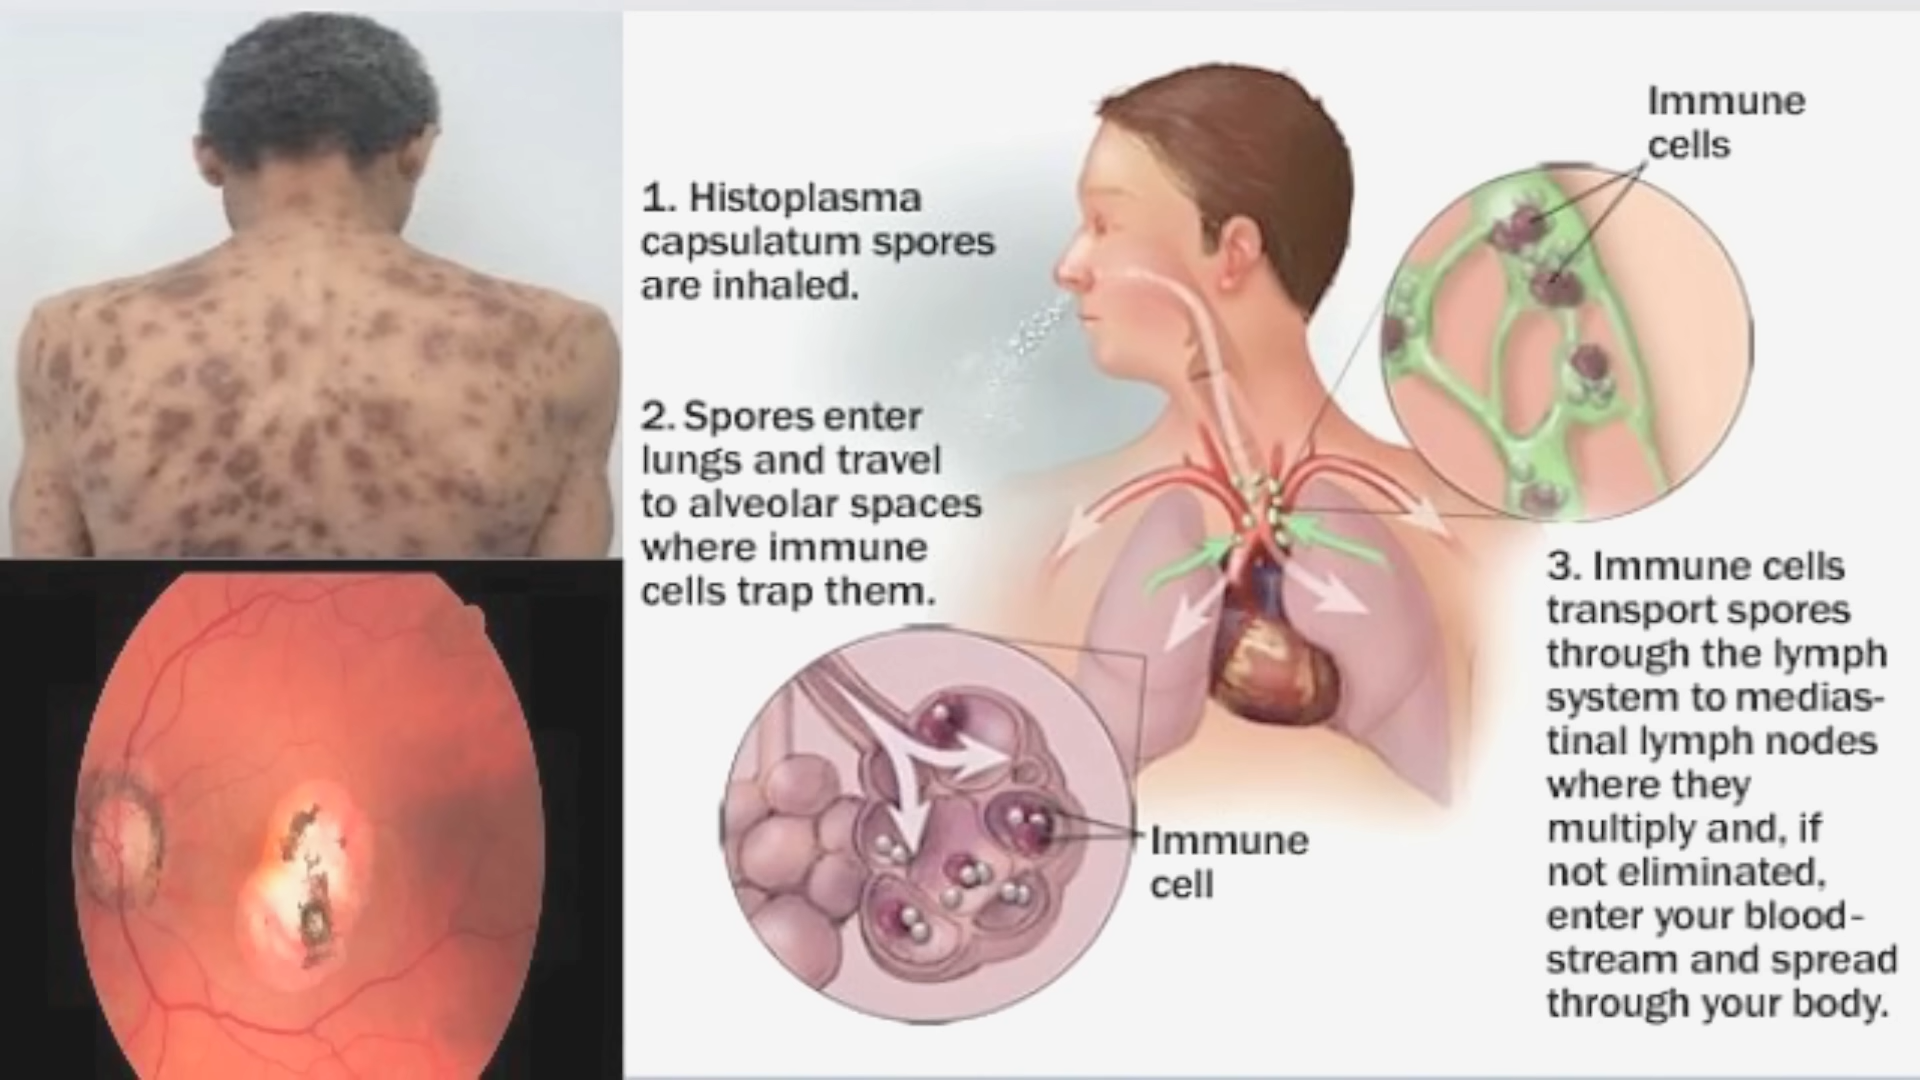 Immune
cells
1. Histoplasma
capsulatum spores
are inhaled.
2. Spores enter
lungs and travel
to alveolar spaces
where immune
cells trap them.
3. Immune cells
transport spores
through the lymph
system to medias-
tinal lymph nodes
where they
multiply and, if
not eliminated,
enter your blood-
stream and spread
through your body.
Immune
cell